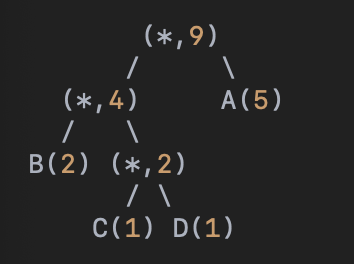 (*,9)
/ \
(*,4) A(5)
/ \
B(2) (*,2)
/ \
C(1) D(1)